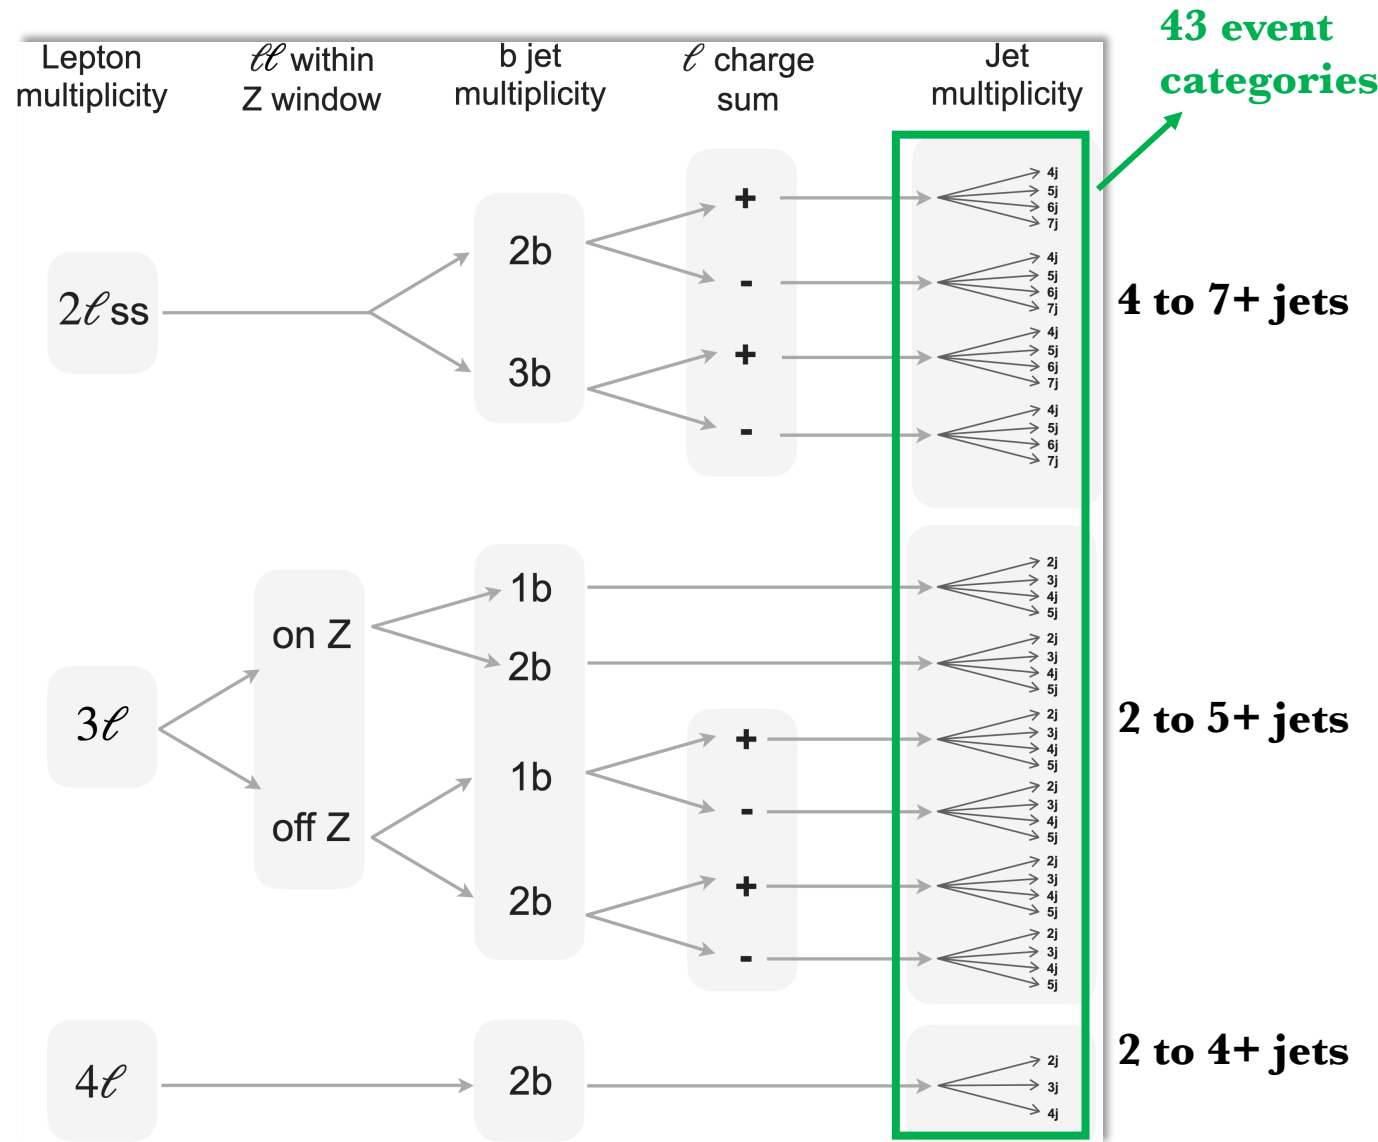 43 event
categories
Lepton
multiplicity
ℓℓ within
Z window
b jet
multiplicity
ℓ charge
sum
Jet
multiplicity
2ℓ ss
2b
3b
+
-
+
-
4j
5j
6j
7j
4j
5j
6j
7j
4j
5j
6j
7j
4j
5j
6j
7j
4 to 7+ jets
3ℓ
on Z
off Z
1b
2b
1b
2b
+
-
+
-
2j
3j
4j
5j
2j
3j
4j
5j
2j
3j
4j
5j
2j
3j
4j
5j
2j
3j
4j
5j
2j
3j
4j
5j
2 to 5+ jets
4ℓ
2b
2j
3j
4j
2 to 4+ jets